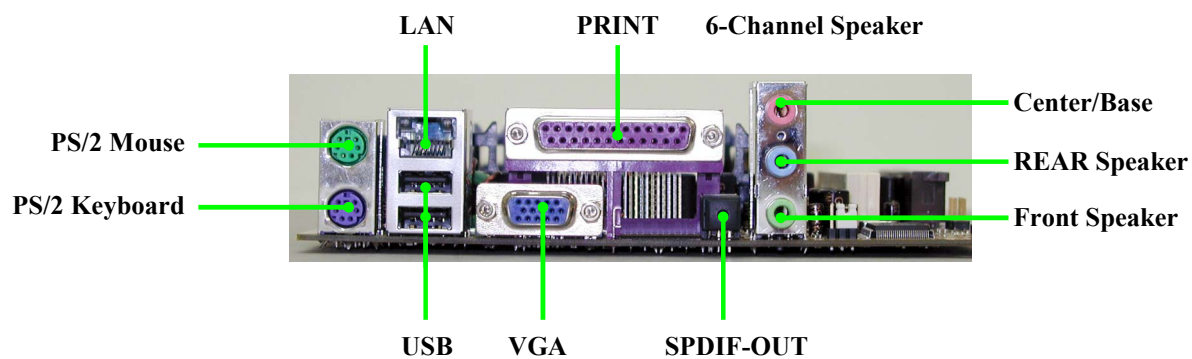 LAN PRINT 6-Channel Speaker
Center/Base
PS/2 Mouse
REAR Speaker
PS/2 Keyboard
Front Speaker
USB VGA SPDIF-OUT